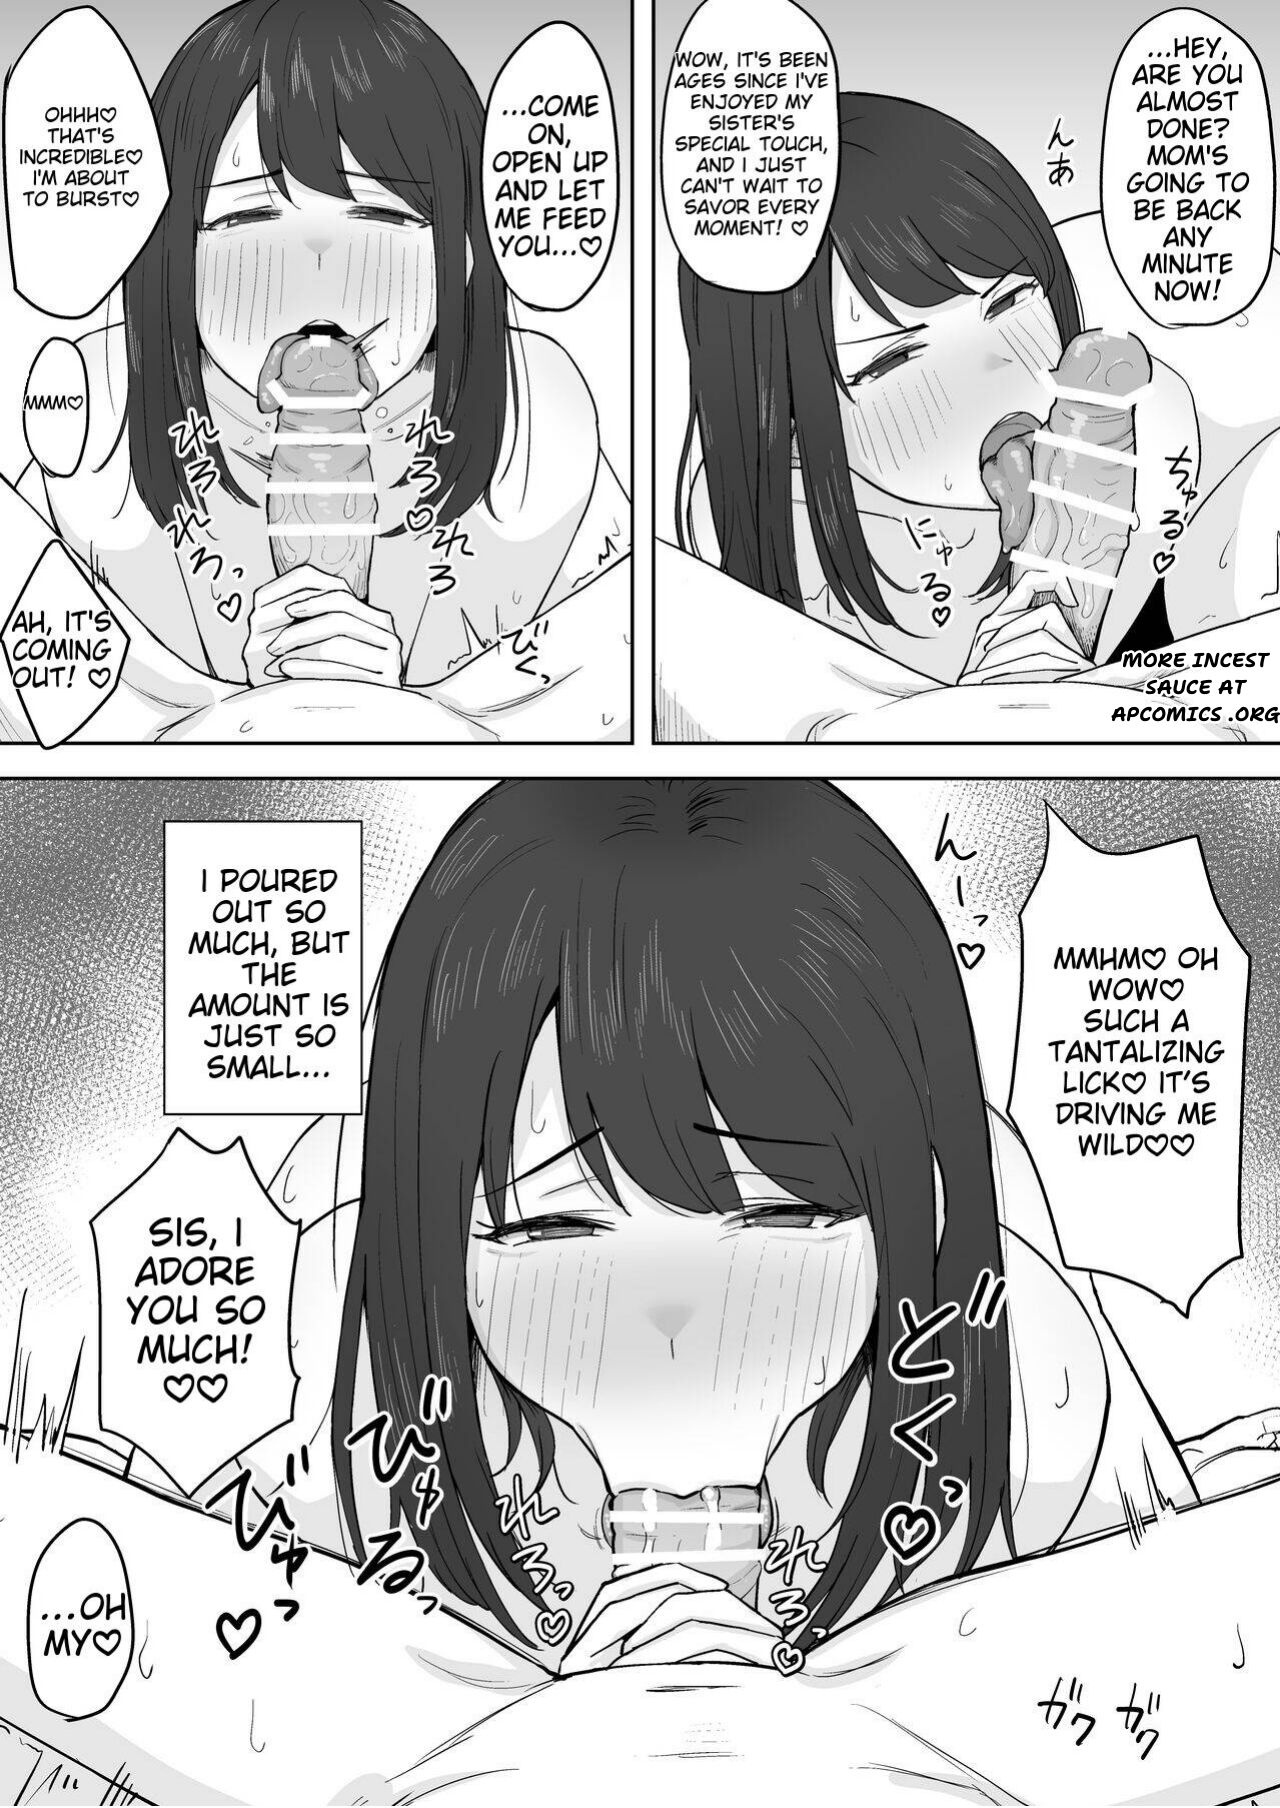 ...HEY,
ARE YOU
ALMOST
DONE?
MOM'S
GOING TO
BE BACK
ANY
MINUTE
NOW!
んあ
WOW, IT'S BEEN
AGES SINCE I'VE
ENJOYED MY
SISTER'S
SPECIAL TOUCH,
AND I JUST
CAN'T WAIT TO
SAVOR EVERY
MOMENT! ♡
ちゅる♡
にゅる♡
MORE INCEST
SAUCE AT
APCOMICS .ORG
...COME
ON,
OPEN UP
AND LET
ME FEED
YOU...♡
OHHH♡
THAT'S
INCREDIBLE♡
I'M ABOUT
TO BURST♡
MMM♡
れろ♡
れろ
れろ
れろっ♡
びく
AH, IT'S
COMING
OUT! ♡
んーっ♡
MMHM♡ OH
WOW♡
SUCH A
TANTALIZING
LICK♡ IT'S
DRIVING ME
WILD♡♡
I POURED
OUT SO
MUCH, BUT
THE
AMOUNT IS
JUST SO
SMALL...
SIS, I
ADORE
YOU SO
MUCH!
♡♡
どくっ♡
びゅるっ
びゅっ♡
れろっ♡
れろっ♡
...OH
MY♡
ガクガク